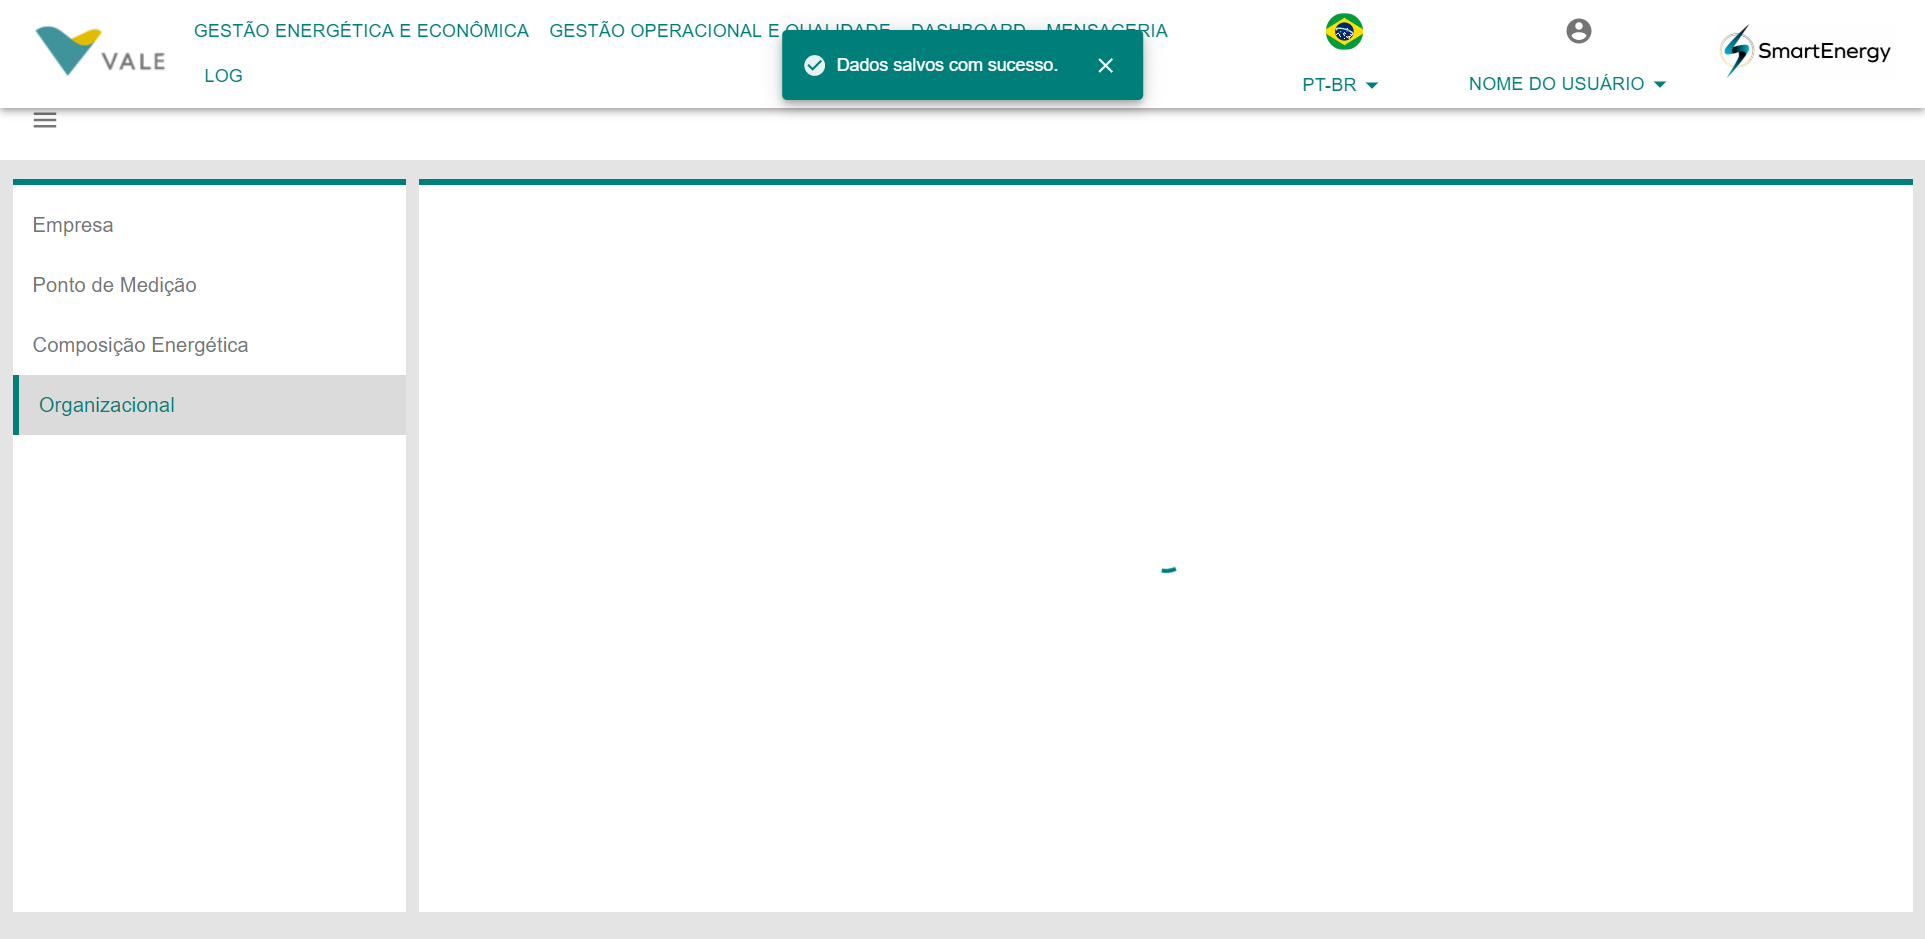 VALE
GESTÃO ENERGÉTICA E ECONÔMICA
GESTÃO OPERACIONAL E QUALIDADE
DASHBOARD
MENSAGERIA
LOG
Dados salvos com sucesso.
PT-BR
NOME DO USUÁRIO
SmartEnergy
Empresa
Ponto de Medição
Composição Energética
Organizacional